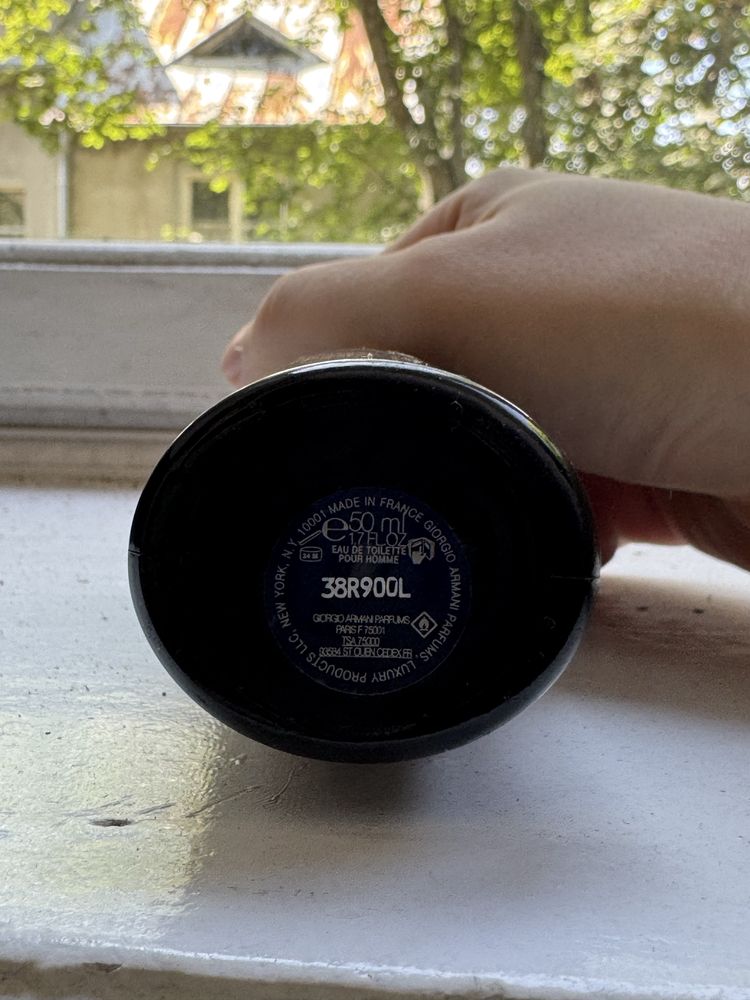 NEW YORK, N.Y. 10001 MADE IN FRANCE GIORGIO ARMANI PARFUMS, LUXURY PRODUCTS LLC,
e 50 ml
1.7 FL.OZ
24 M
EAU DE TOILETTE
POUR HOMME
38R900L
GIORGIO ARMANI PARFUMS
PARIS F 75001
TSA 75000
93584 ST OUEN CEDEX FR